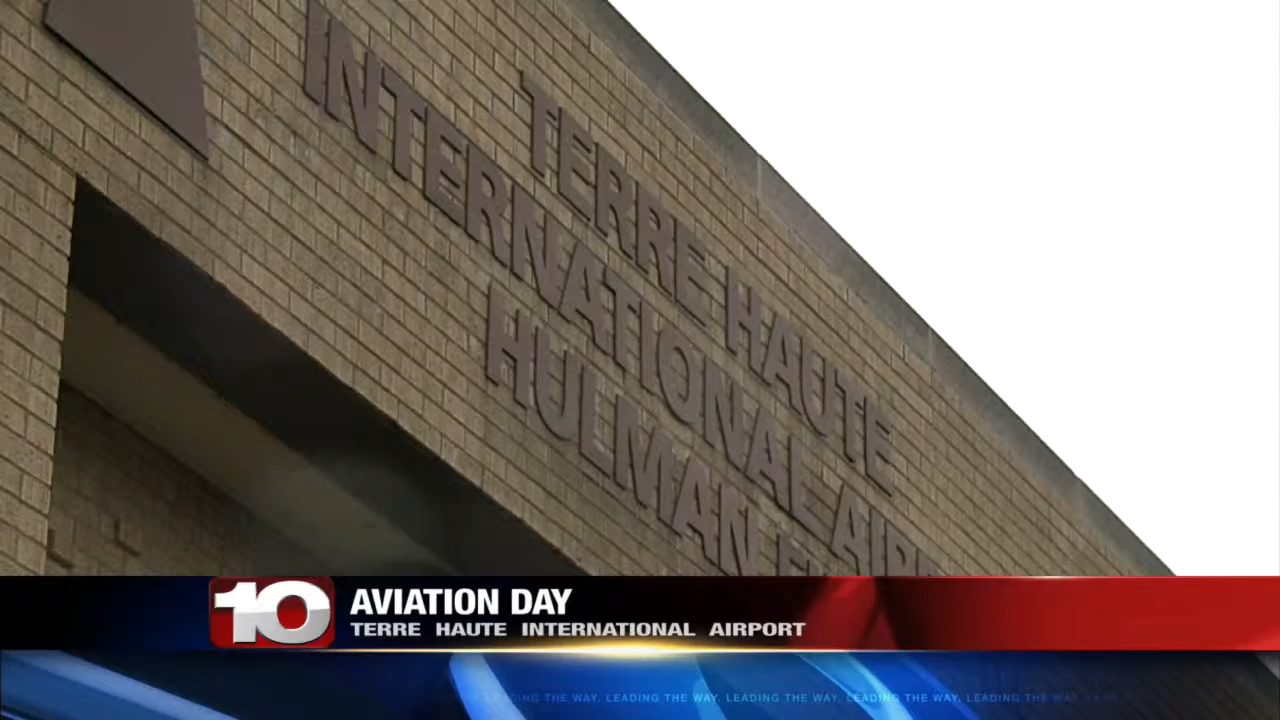 TERRE HAUTE
INTERNATIONAL
HULMAN
10
AVIATION DAY
TERRE HAUTE INTERNATIONAL AIRPORT
LEADING THE WAY, LEADING THE WAY, LEADING THE WAY, LEADING THE WAY,